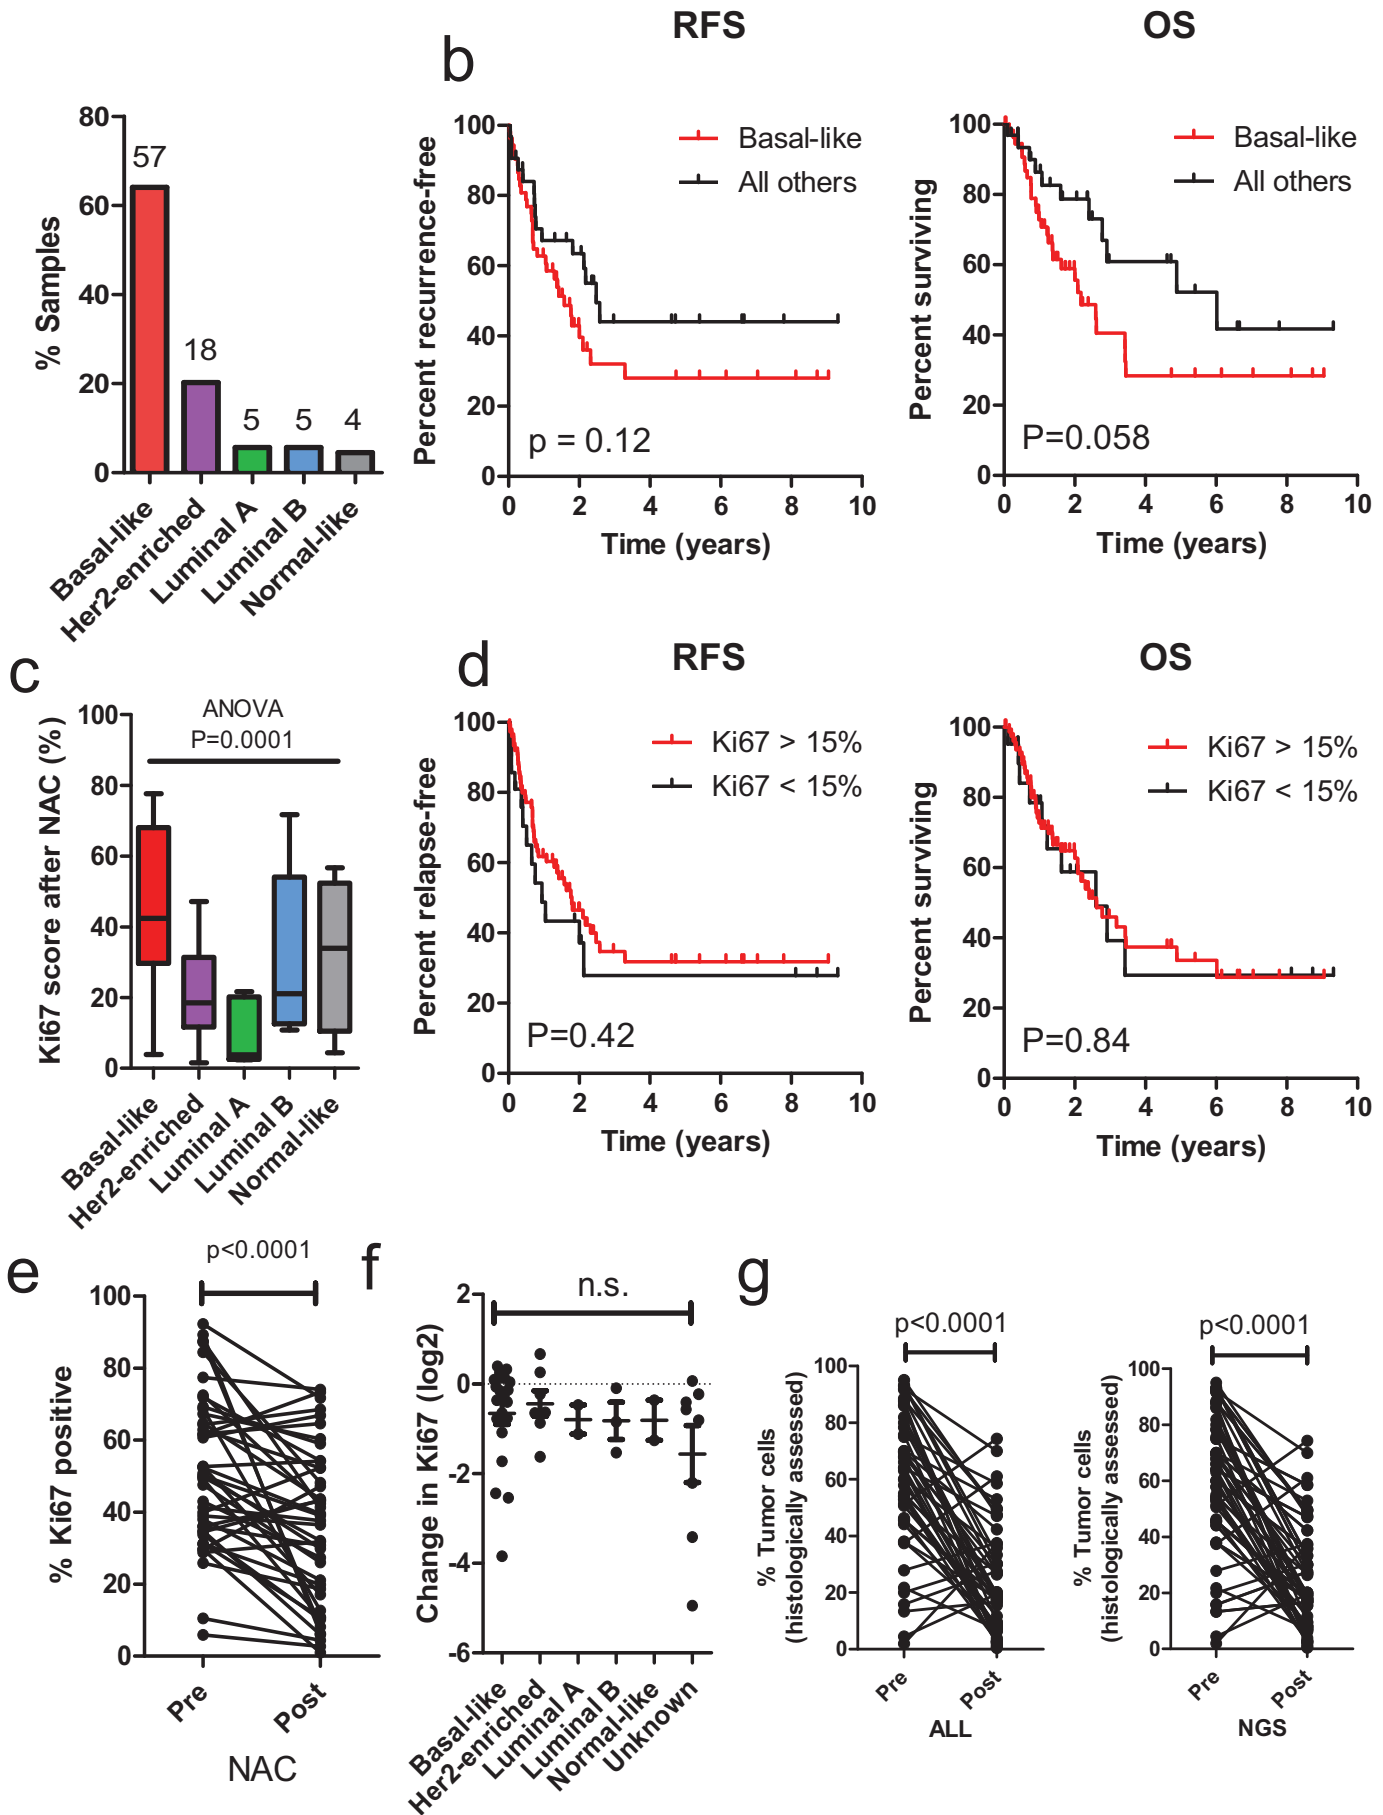 80
60
40
20
0
% Samples
57
18
5
5
4
Basal-like
Her2-enriched
Luminal A
Luminal B
Normal-like
b
RFS
100
80
60
40
20
0
Percent recurrence-free
Basal-like
All others
p = 0.12
0 2 4 6 8 10
Time (years)
OS
100
80
60
40
20
0
Percent surviving
Basal-like
All others
P=0.058
0 2 4 6 8 10
Time (years)
c
ANOVA
P=0.0001
100
80
60
40
20
0
Ki67 score after NAC (%)
Basal-like
Her2-enriched
Luminal A
Luminal B
Normal-like
d
RFS
100
80
60
40
20
0
Percent relapse-free
Ki67 > 15%
Ki67 < 15%
P=0.42
0 2 4 6 8 10
Time (years)
OS
100
80
60
40
20
0
Percent surviving
Ki67 > 15%
Ki67 < 15%
P=0.84
0 2 4 6 8 10
Time (years)
e
p<0.0001
100
80
60
40
20
0
% Ki67 positive
Pre
Post
NAC
f
n.s.
2
0
-2
-4
-6
Change in Ki67 (log2)
Basal-like
Her2-enriched
Luminal A
Luminal B
Normal-like
Unknown
g
p<0.0001
100
80
60
40
20
0
% Tumor cells
(histologically assessed)
Pre
Post
ALL
p<0.0001
100
80
60
40
20
0
% Tumor cells
(histologically assessed)
Pre
Post
NGS